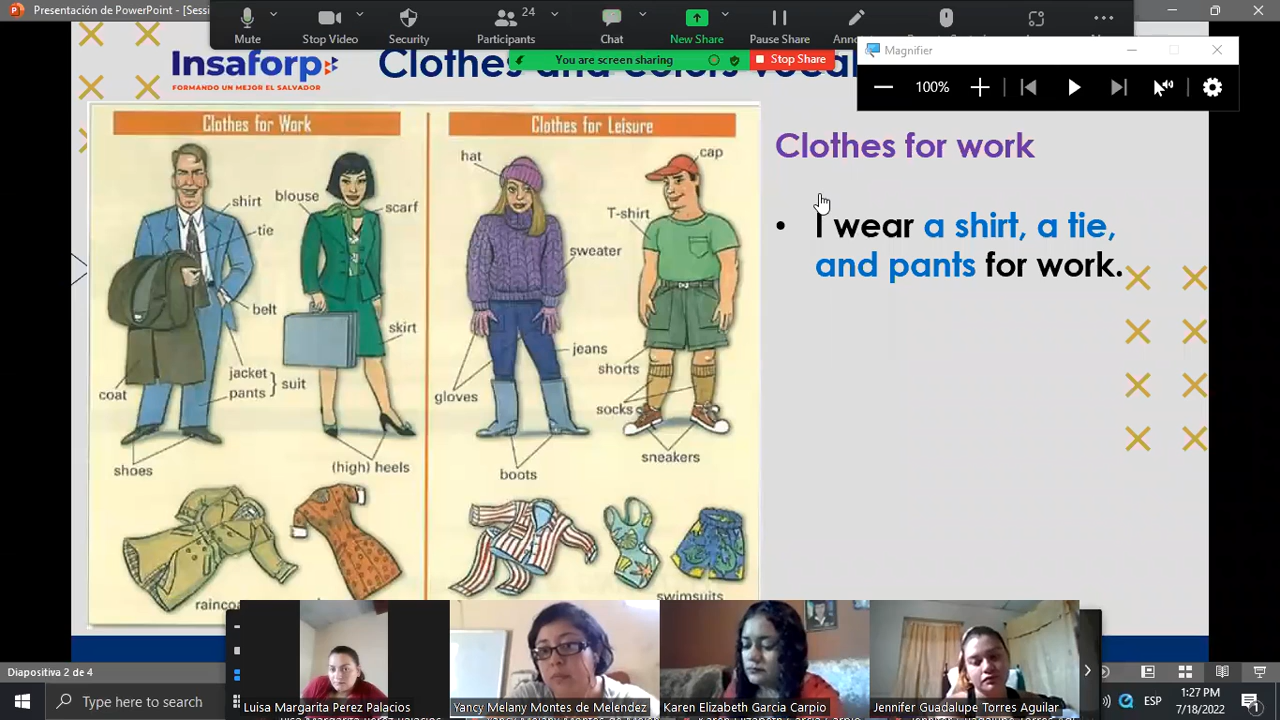 Presentación de PowerPoint - [Sesi
Mute
Stop Video
Security
24
Participants
Chat
New Share
Pause Share
You are screen sharing
Stop Share
Magnifier
100%
Insaforp
FORMANDO UN MEJOR EL SALVADOR
Clothes and colors
Clothes for Work
Clothes for Leisure
shirt
blouse
scarf
tie
belt
skirt
jacket
pants
suit
coat
shoes
(high) heels
hat
cap
T-shirt
sweater
jeans
shorts
gloves
socks
sneakers
boots
swimsuits
Clothes for work
• I wear a shirt, a tie,
and pants for work.
Diapositiva 2 de 4
Luisa Margarita Perez Palacios
Yancy Melany Montes de Melendez
Karen Elizabeth Garcia Carpio
Jennifer Guadalupe Torres Aguilar
Type here to search
ESP
1:27 PM
7/18/2022
1